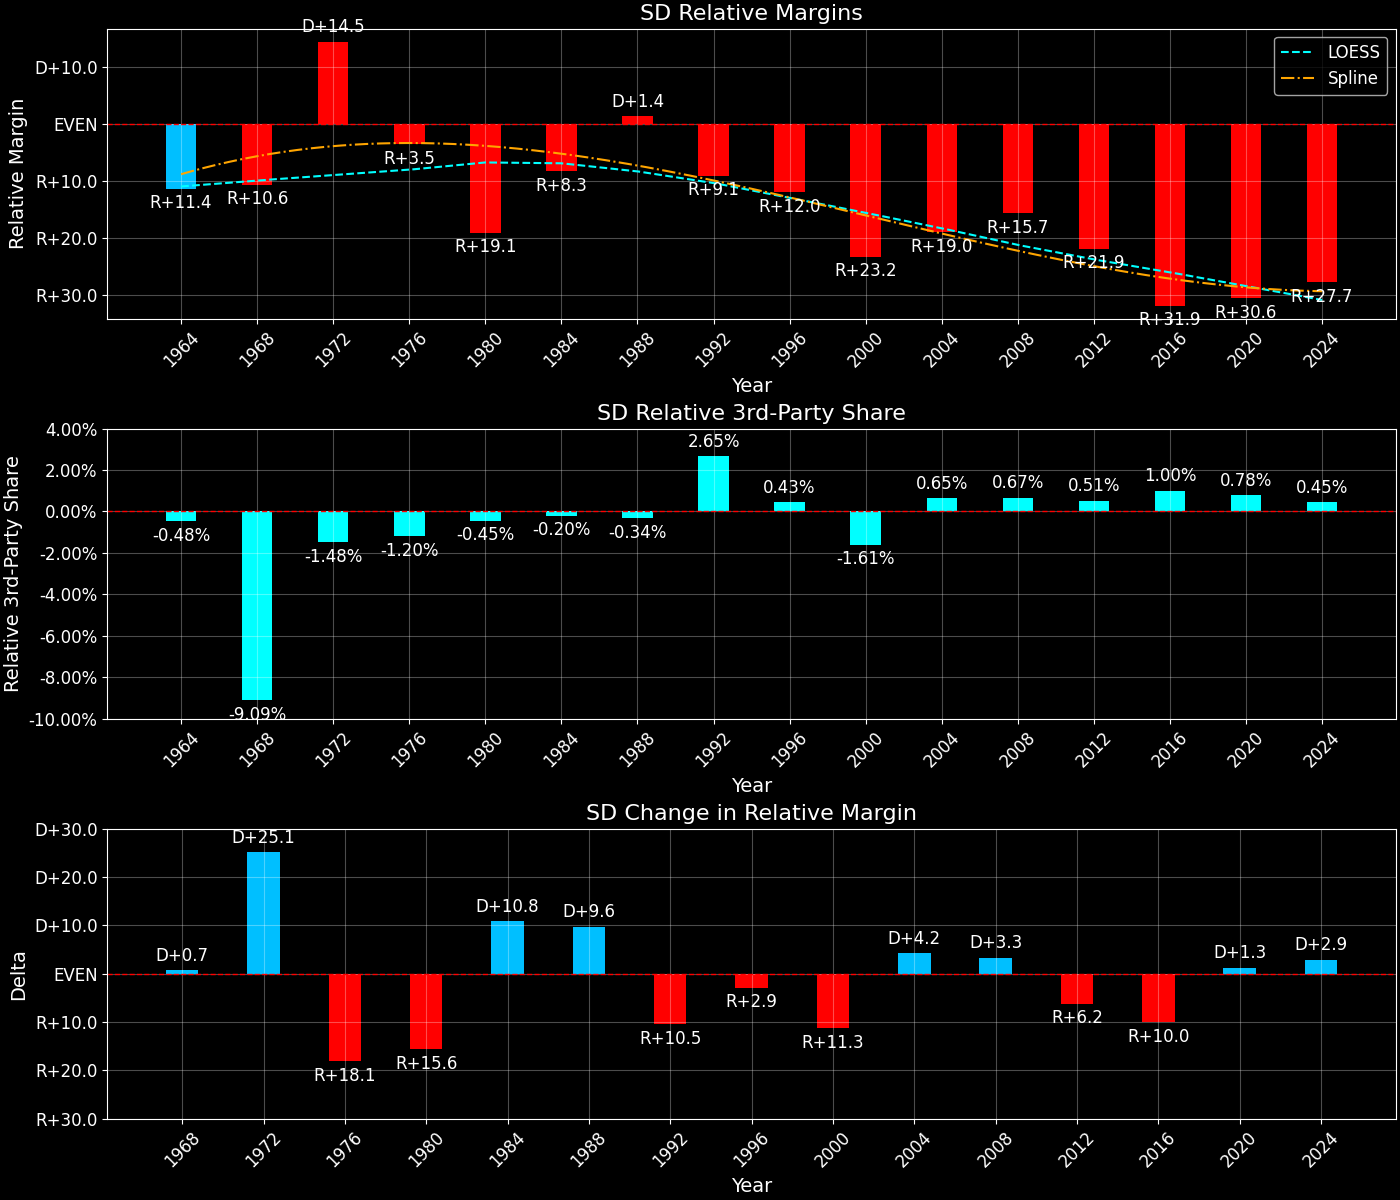 SD Relative Margins
Relative Margin
D+10.0
EVEN
R+10.0
R+20.0
R+30.0
D+14.5
D+1.4
R+11.4
R+10.6
R+3.5
R+19.1
R+8.3
R+9.1
R+12.0
R+23.2
R+19.0
R+15.7
R+21.9
R+31.9
R+30.6
R+27.7
LOESS
Spline
1964 1968 1972 1976 1980 1984 1988 1992 1996 2000 2004 2008 2012 2016 2020 2024
Year
SD Relative 3rd-Party Share
Relative 3rd-Party Share
4.00%
2.00%
0.00%
-2.00%
-4.00%
-6.00%
-8.00%
-10.00%
-0.48%
-9.09%
-1.48%
-1.20%
-0.45%
-0.20%
-0.34%
2.65%
0.43%
-1.61%
0.65%
0.67%
0.51%
1.00%
0.78%
0.45%
1964 1968 1972 1976 1980 1984 1988 1992 1996 2000 2004 2008 2012 2016 2020 2024
Year
SD Change in Relative Margin
Delta
D+30.0
D+20.0
D+10.0
EVEN
R+10.0
R+20.0
R+30.0
D+0.7
D+25.1
R+18.1
R+15.6
D+10.8
D+9.6
R+10.5
R+2.9
R+11.3
D+4.2
D+3.3
R+6.2
R+10.0
D+1.3
D+2.9
1968 1972 1976 1980 1984 1988 1992 1996 2000 2004 2008 2012 2016 2020 2024
Year